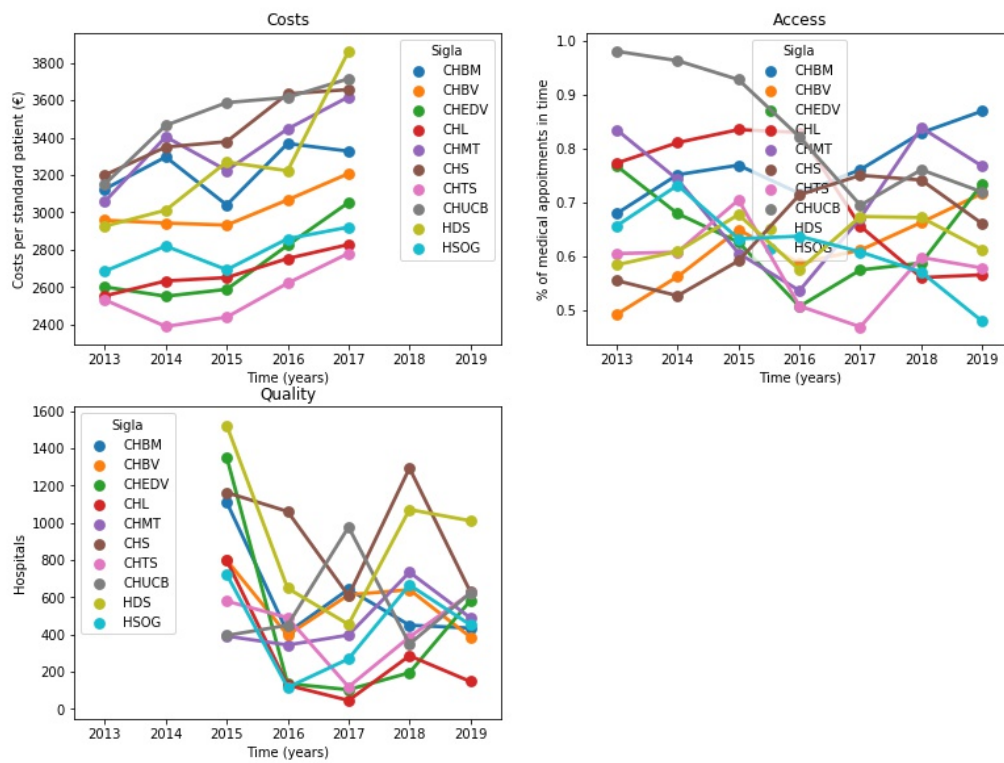 Costs
Costs per standard patient (€)
3800
3600
3400
3200
3000
2800
2600
2400
Sigla
CHBM
CHBV
CHEDV
CHL
CHMT
CHS
CHTS
CHUCB
HDS
HSOG
2013 2014 2015 2016 2017 2018 2019
Time (years)
Access
% of medical appoitments in time
1.0
0.9
0.8
0.7
0.6
0.5
Sigla
CHBM
CHBV
CHEDV
CHL
CHMT
CHS
CHTS
CHUCB
HDS
HSOG
2013 2014 2015 2016 2017 2018 2019
Time (years)
Quality
Hospitals
1600
1400
1200
1000
800
600
400
200
0
Sigla
CHBM
CHBV
CHEDV
CHL
CHMT
CHS
CHTS
CHUCB
HDS
HSOG
2013 2014 2015 2016 2017 2018 2019
Time (years)